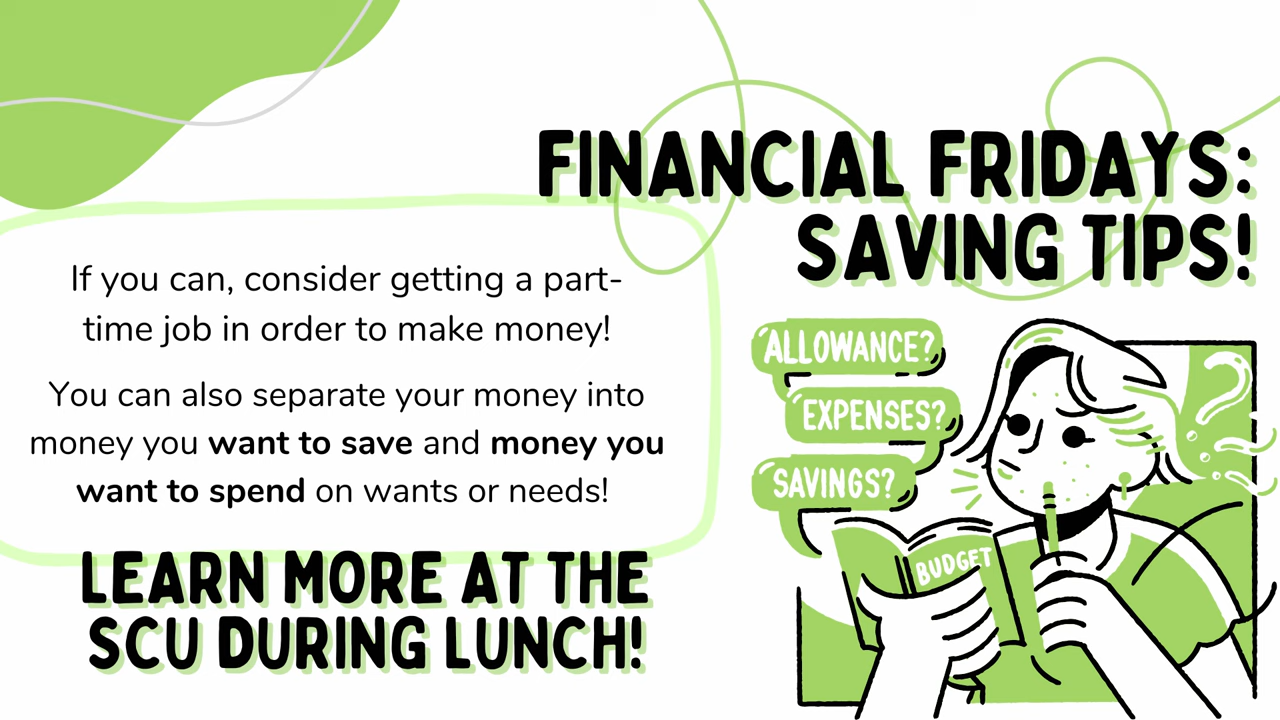 FINANCIAL FRIDAYS:
SAVING TIPS!
If you can, consider getting a part-
time job in order to make money!
You can also separate your money into
money you want to save and money you
want to spend on wants or needs!
LEARN MORE AT THE
SCU DURING LUNCH!
ALLOWANCE?
EXPENSES?
SAVINGS?
BUDGET
?